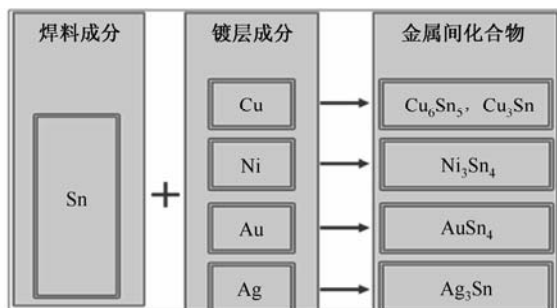 焊料成分
镀层成分
金属间化合物
Sn
+
Cu
Cu₆Sn₅，Cu₃Sn
Ni
Ni₃Sn₄
Au
AuSn₄
Ag
Ag₃Sn